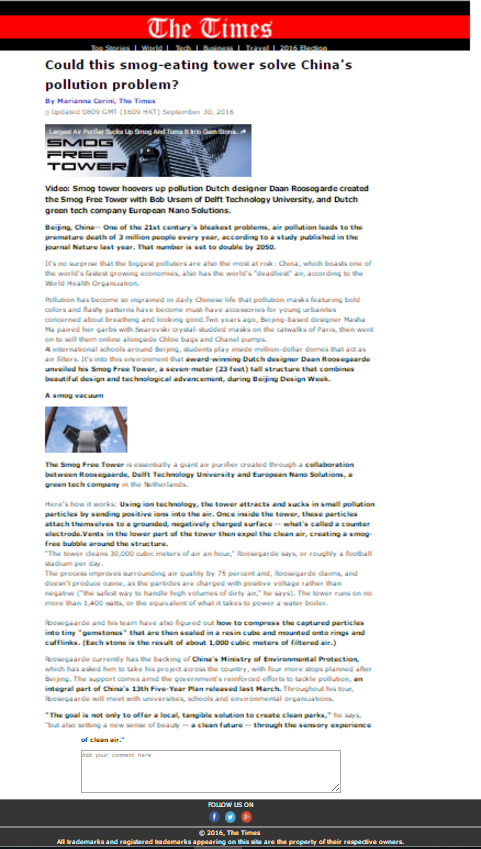 The Times
Top Stories | World | Tech | Business | Travel | 2016 Election
Could this smog-eating tower solve China's
pollution problem?
By Marianna Cerini, The Times
Updated 0809 GMT (1609 HKT) September 30, 2016
Largest Air Purifier Sucks Up Smog And Turns It Into Gem Stone..
SMOG
FREE
TOWER
Video: Smog tower hoovers up pollution Dutch designer Daan Roosegarde created
the Smog Free Tower with Bob Ursem of Delft Technology University, and Dutch
green tech company European Nano Solutions.
Beijing, China-- One of the 21st century's bleakest problems, air pollution leads to the
premature death of 3 million people every year, according to a study published in the
journal Nature last year. That number is set to double by 2050.
It's no surprise that the biggest polluters are also the most at risk: China, which boasts one of
the world's fastest growing economies, also has the world's "deadliest" air, according to the
World Health Organization.
Pollution has become so ingrained in daily Chinese life that pollution masks featuring bold
colors and flashy patterns have become must-have accessories for young urbanites
concerned about breathing and looking good.Two years ago, Beijing-based designer Masha
Ma paired her garbs with Swarovski crystal-studded masks on the catwalks of Paris, then went
on to sell them online alongside Chloe bags and Chanel pumps.
At international schools around Beijing, students play inside million-dollar domes that act as
air filters. It's into this environment that award-winning Dutch designer Daan Roosegaarde
unveiled his Smog Free Tower, a seven-meter (23 feet) tall structure that combines
beautiful design and technological advancement, during Beijing Design Week.
A smog vacuum
The Smog Free Tower is essentially a giant air purifier created through a collaboration
between Roosegaarde, Delft Technology University and European Nano Solutions, a
green tech company in the Netherlands.
Here's how it works: Using ion technology, the tower attracts and sucks in small pollution
particles by sending positive ions into the air. Once inside the tower, these particles
attach themselves to a grounded, negatively charged surface -- what's called a counter
electrode.Vents in the lower part of the tower then expel the clean air, creating a smog-
free bubble around the structure.
"The tower cleans 30,000 cubic meters of air an hour," Roosegaarde says, or roughly a football
stadium per day.
The process improves surrounding air quality by 75 percent and, Roosegaarde claims, and
doesn't produce ozone, as the particles are charged with positive voltage rather than
negative ("the safest way to handle high volumes of dirty air," he says). The tower runs on no
more than 1,400 watts, or the equivalent of what it takes to power a water boiler.
Roosegaarde and his team have also figured out how to compress the captured particles
into tiny "gemstones" that are then sealed in a resin cube and mounted onto rings and
cufflinks. (Each stone is the result of about 1,000 cubic meters of filtered air.)
Roosegaarde currently has the backing of China's Ministry of Environmental Protection,
which has asked him to take his project across the country, with four more stops planned after
Beijing. The support comes amid the government's reinforced efforts to tackle pollution, an
integral part of China's 13th Five-Year Plan released last March. Throughout his tour,
Roosegaarde will meet with universities, schools and environmental organizations.
"The goal is not only to offer a local, tangible solution to create clean parks," he says,
"but also setting a new sense of beauty -- a clean future -- through the sensory experience
of clean air."
Add your comment here
FOLLOW US ON
© 2016, The Times
All trademarks and registered trademarks appearing on this site are the property of their respective owners.